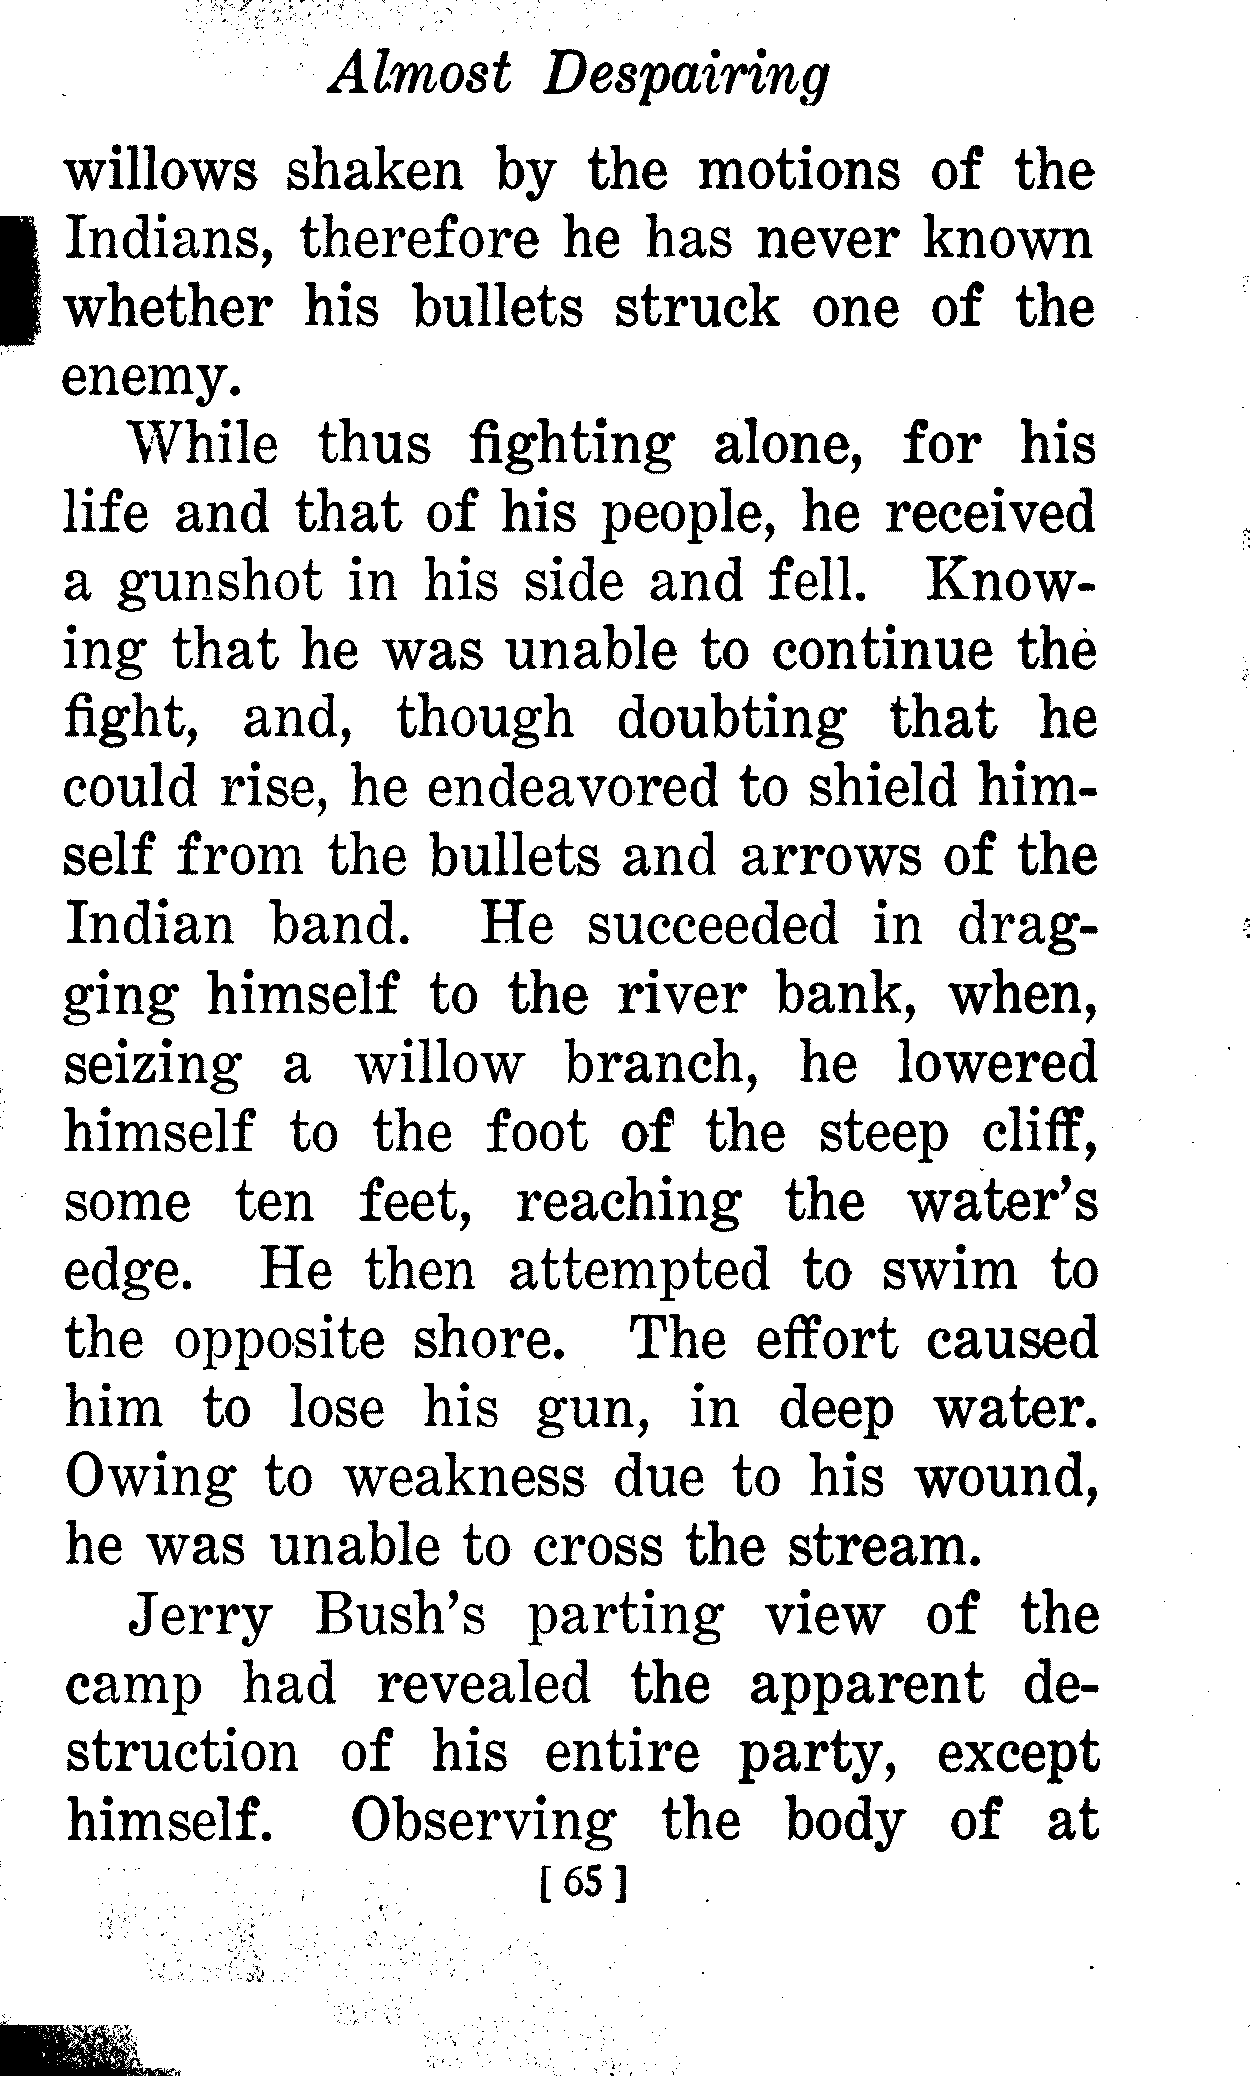 Almost Despairing
willows shaken by the motions of the
Indians, therefore he has never known
whether his bullets struck one of the
enemy.
While thus fighting alone, for his
life and that of his people, he received
a gunshot in his side and fell. Know-
ing that he was unable to continue the
fight, and, though doubting that he
could rise, he endeavored to shield him-
self from the bullets and arrows of the
Indian band. He succeeded in drag-
ging himself to the river bank, when,
seizing a willow branch, he lowered
himself to the foot of the steep cliff,
some ten feet, reaching the water's
edge. He then attempted to swim to
the opposite shore. The effort caused
him to lose his gun, in deep water.
Owing to weakness due to his wound,
he was unable to cross the stream.
Jerry Bush's parting view of the
camp had revealed the apparent de-
struction of his entire party, except
himself. Observing the body of at
[ 65 ]